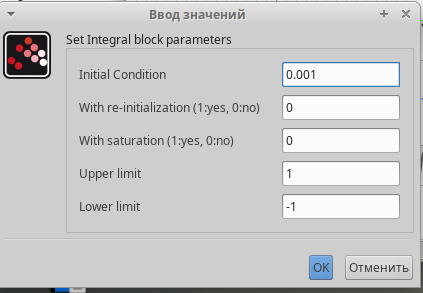 Ввод значений
Set Integral block parameters
Initial Condition 0.001
With re-initialization (1:yes, 0:no) 0
With saturation (1:yes, 0:no) 0
Upper limit 1
Lower limit -1
OK Отменить